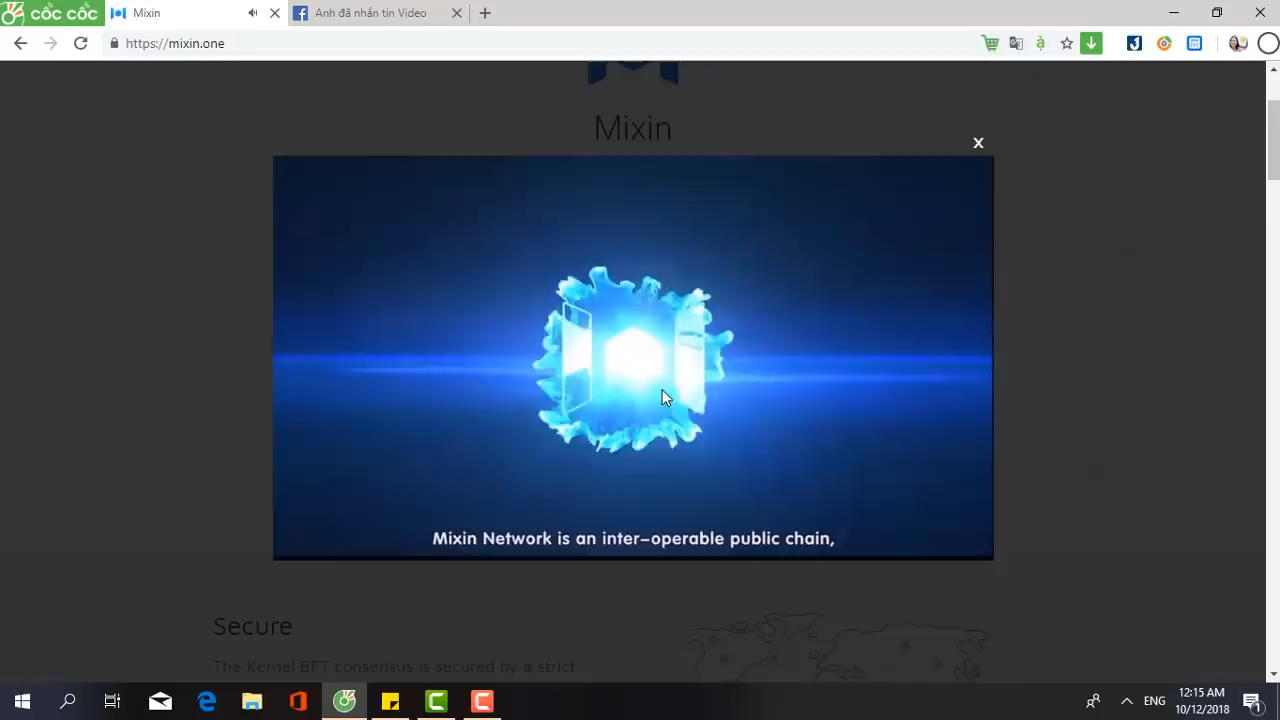 cốc cốc
Mixin
Anh đã nhắn tin Video
https://mixin.one
Mixin
x
Mixin Network is an inter-operable public chain,
Secure
The Kernel BFT consensus is secured by a strict
ENG
12:15 AM
10/12/2018
1